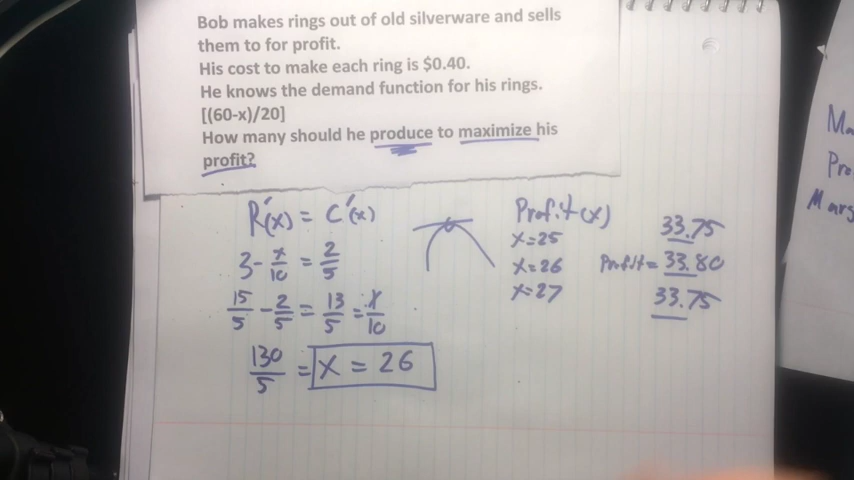 Bob makes rings out of old silverware and sells
them to for profit.
His cost to make each ring is $0.40.
He knows the demand function for his rings.
[(60-x)/20]
How many should he produce to maximize his
profit?
R'(x) = C'(x)
3 - x/10 = 2/5
15/5 - 2/5 = 13/5 = x/10
130/5 = x = 26
Profit(x)
x=25 33.75
x=26 Profit = 33.80
x=27 33.75